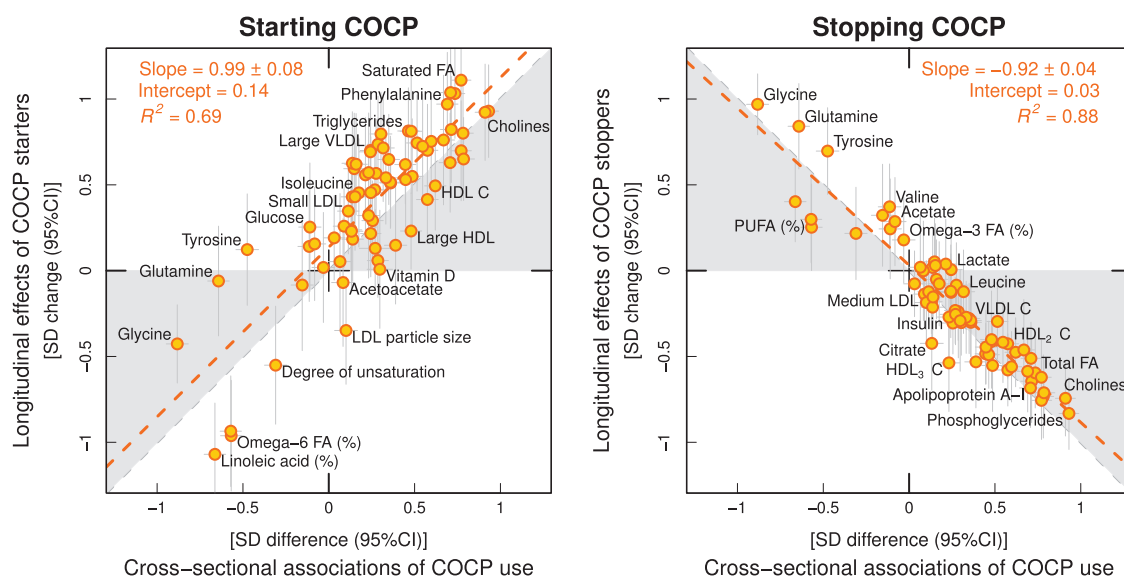 Starting COCP
Slope = 0.99 ± 0.08
Intercept = 0.14
R² = 0.69
Saturated FA
Phenylalanine
Triglycerides
Large VLDL
Cholines
Isoleucine
Small LDL
HDL C
Glucose
Tyrosine
Large HDL
Glutamine
Vitamin D
Acetoacetate
Glycine
LDL particle size
Degree of unsaturation
Omega−6 FA (%)
Linoleic acid (%)
1
0.5
0
−0.5
−1
−1
−0.5
0
0.5
1
Longitudinal effects of COCP starters
[SD change (95%CI)]
[SD difference (95%CI)]
Cross−sectional associations of COCP use
Stopping COCP
Slope = −0.92 ± 0.04
Intercept = 0.03
R² = 0.88
Glycine
Glutamine
Tyrosine
Valine
Acetate
PUFA (%)
Omega−3 FA (%)
Lactate
Leucine
Medium LDL
VLDL C
Insulin
HDL₂ C
Citrate
HDL₃ C
Total FA
Cholines
Apolipoprotein A−I
Phosphoglycerides
1
0.5
0
−0.5
−1
−1
−0.5
0
0.5
1
Longitudinal effects of COCP stoppers
[SD change (95%CI)]
[SD difference (95%CI)]
Cross−sectional associations of COCP use